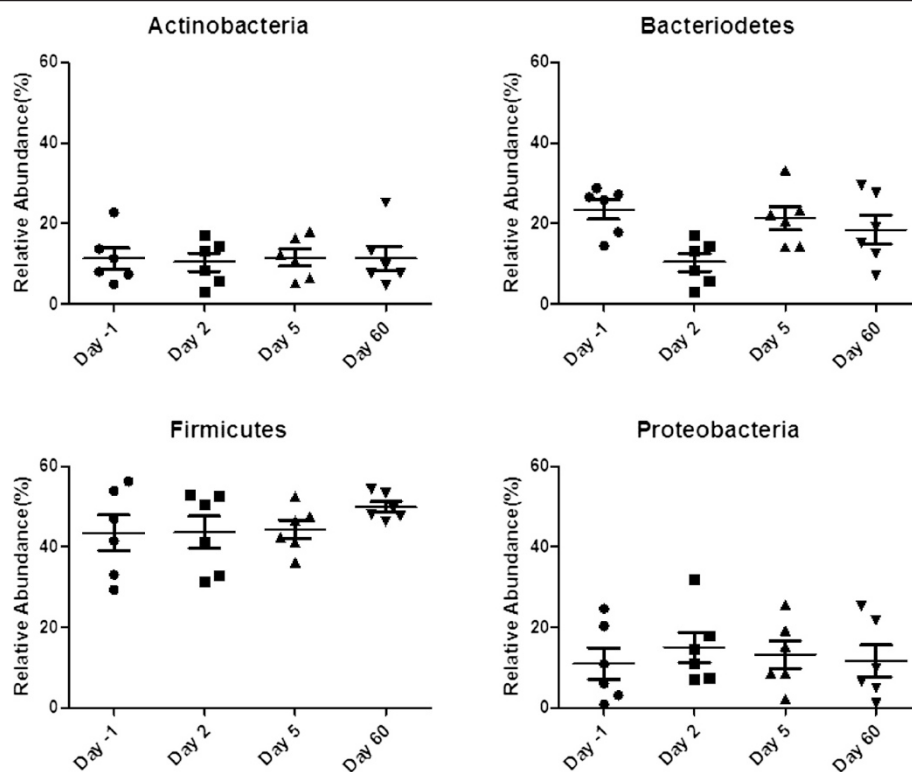 Actinobacteria
Relative Abundance(%)
60
40
20
0
Day -1
Day 2
Day 5
Day 60
Bacteriodetes
Relative Abundance(%)
60
40
20
0
Day -1
Day 2
Day 5
Day 60
Firmicutes
Relative Abundance(%)
60
40
20
0
Day -1
Day 2
Day 5
Day 60
Proteobacteria
Relative Abundance(%)
60
40
20
0
Day -1
Day 2
Day 5
Day 60